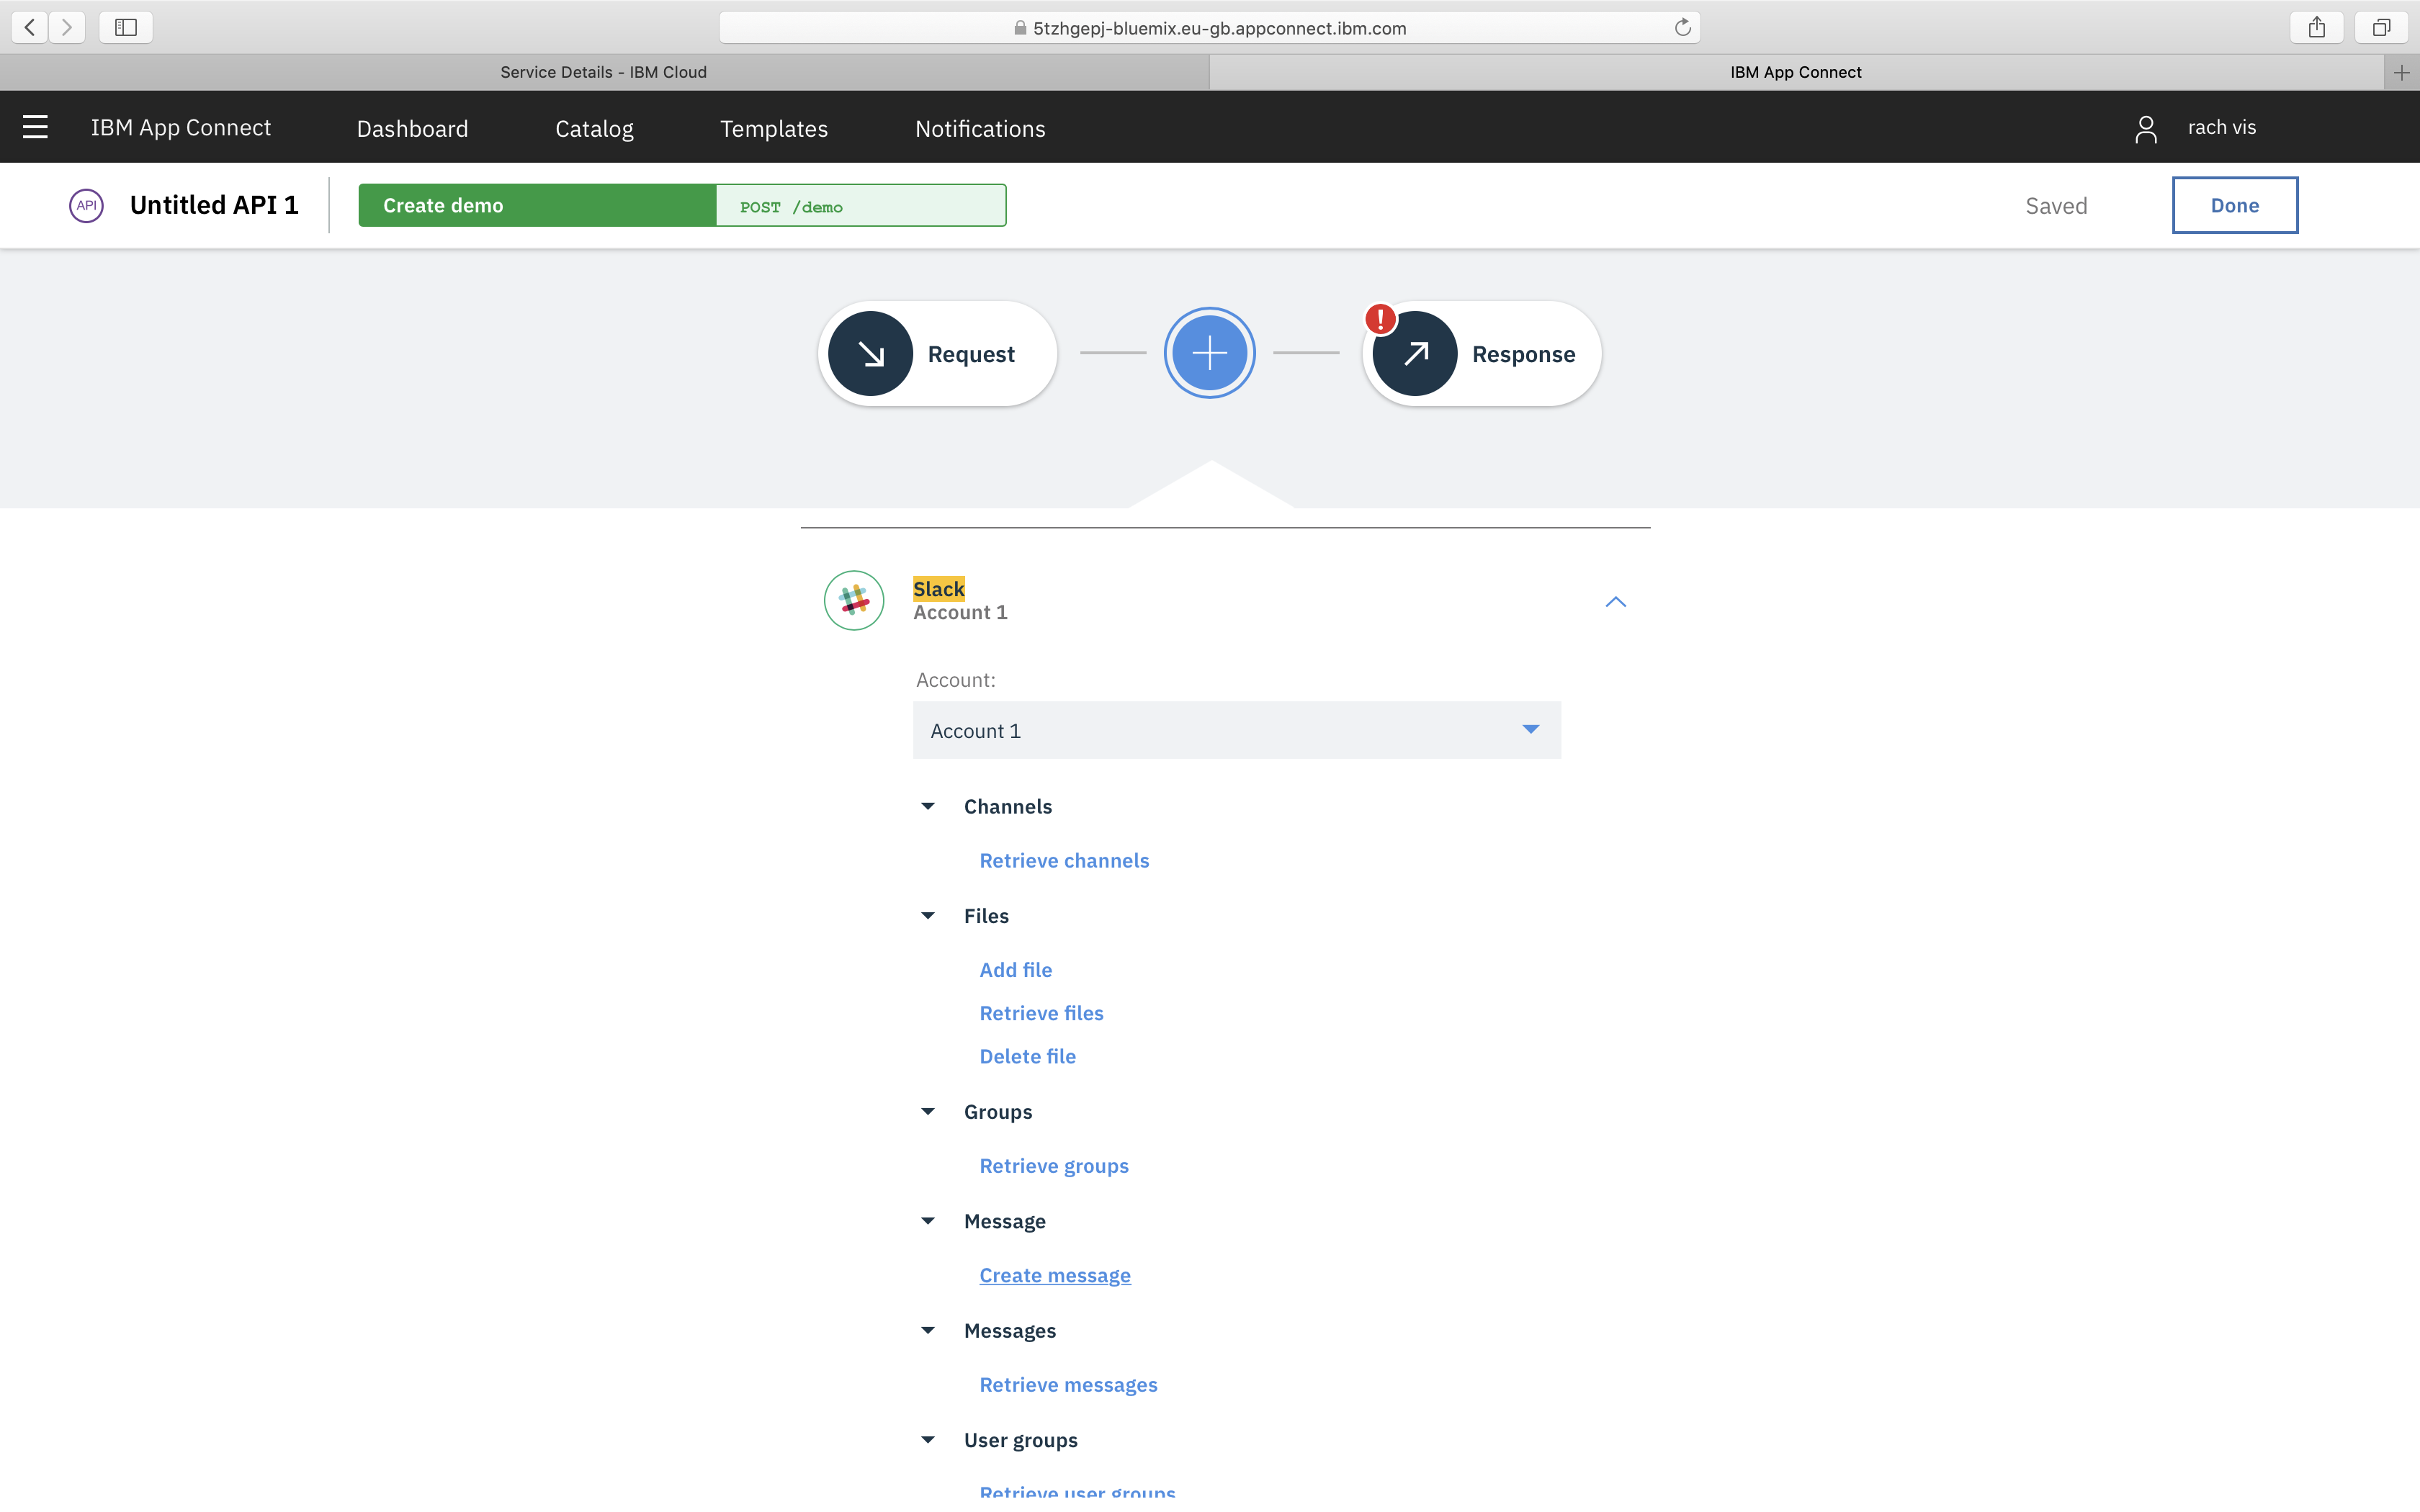 5tzhgepj-bluemix.eu-gb.appconnect.ibm.com
Service Details - IBM Cloud
IBM App Connect
IBM App Connect
Dashboard
Catalog
Templates
Notifications
rach vis
API
Untitled API 1
Create demo
POST /demo
Saved
Done
Request
!
Response
Slack
Account 1
Account:
Account 1
Channels
Retrieve channels
Files
Add file
Retrieve files
Delete file
Groups
Retrieve groups
Message
Create message
Messages
Retrieve messages
User groups
Retrieve user groups